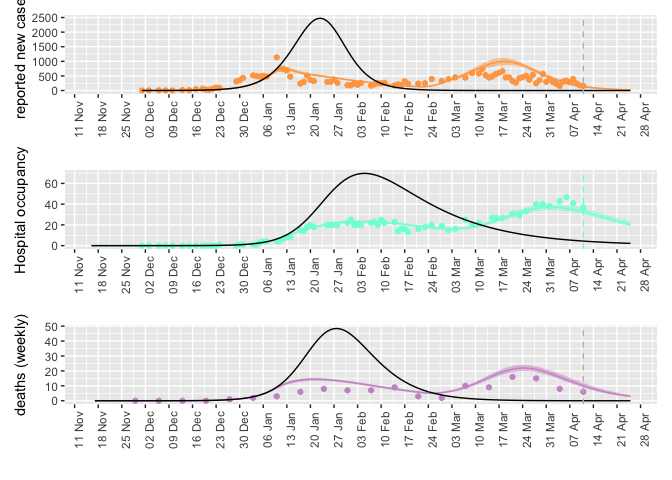 reported new case
2500
2000
1500
1000
500
0
11 Nov
18 Nov
25 Nov
02 Dec
09 Dec
16 Dec
23 Dec
30 Dec
06 Jan
13 Jan
20 Jan
27 Jan
03 Feb
10 Feb
17 Feb
24 Feb
03 Mar
10 Mar
17 Mar
24 Mar
31 Mar
07 Apr
14 Apr
21 Apr
28 Apr
Hospital occupancy
60
40
20
0
11 Nov
18 Nov
25 Nov
02 Dec
09 Dec
16 Dec
23 Dec
30 Dec
06 Jan
13 Jan
20 Jan
27 Jan
03 Feb
10 Feb
17 Feb
24 Feb
03 Mar
10 Mar
17 Mar
24 Mar
31 Mar
07 Apr
14 Apr
21 Apr
28 Apr
deaths (weekly)
50
40
30
20
10
0
11 Nov
18 Nov
25 Nov
02 Dec
09 Dec
16 Dec
23 Dec
30 Dec
06 Jan
13 Jan
20 Jan
27 Jan
03 Feb
10 Feb
17 Feb
24 Feb
03 Mar
10 Mar
17 Mar
24 Mar
31 Mar
07 Apr
14 Apr
21 Apr
28 Apr